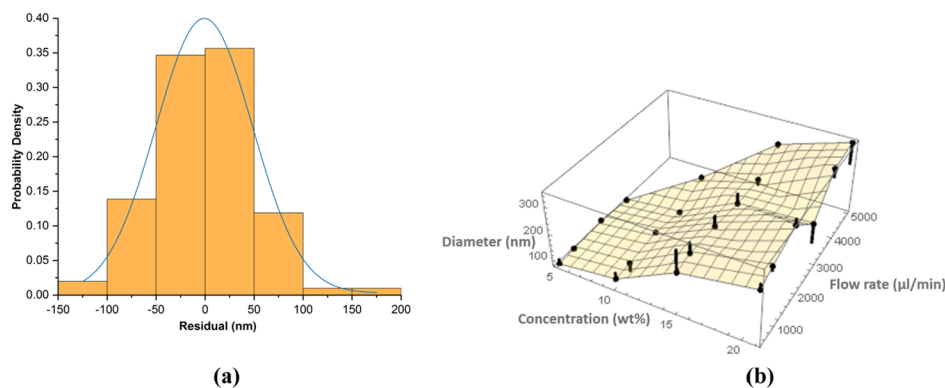 0.40
0.35
0.30
0.25
0.20
0.15
0.10
0.05
0.00
Probability Density
-150 -100 -50 0 50 100 150 200
Residual (nm)
(a)
300
200
100
Diameter (nm)
5
10
15
20
Concentration (wt%)
5000
4000
3000
2000
1000
Flow rate (μl/min)
(b)